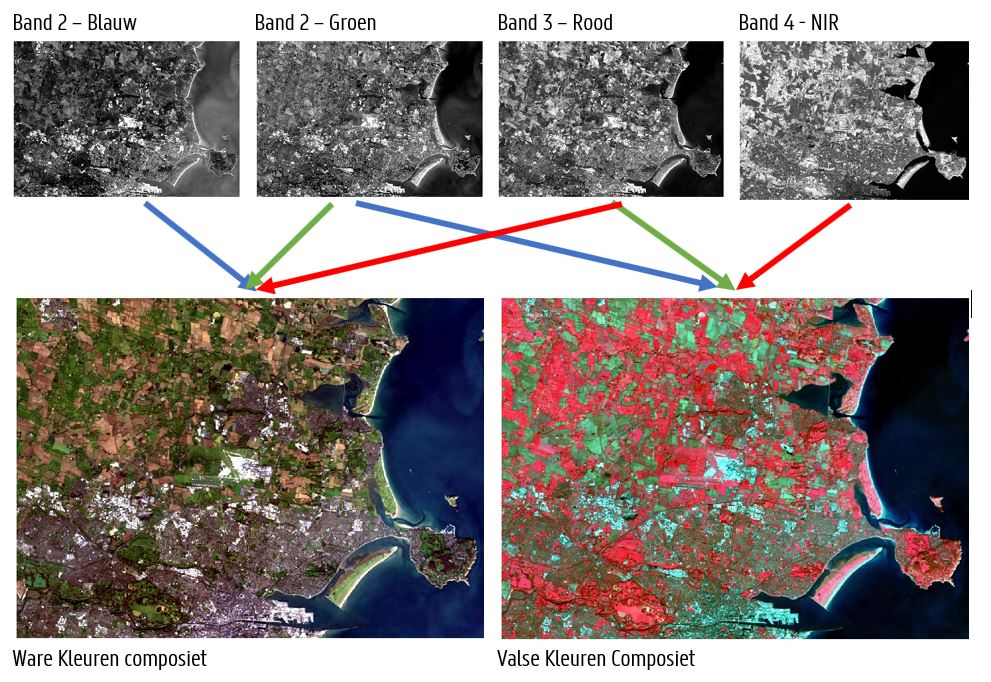 Band 2 – Blauw
Band 2 – Groen
Band 3 – Rood
Band 4 - NIR
Ware Kleuren composiet
Valse Kleuren Composiet